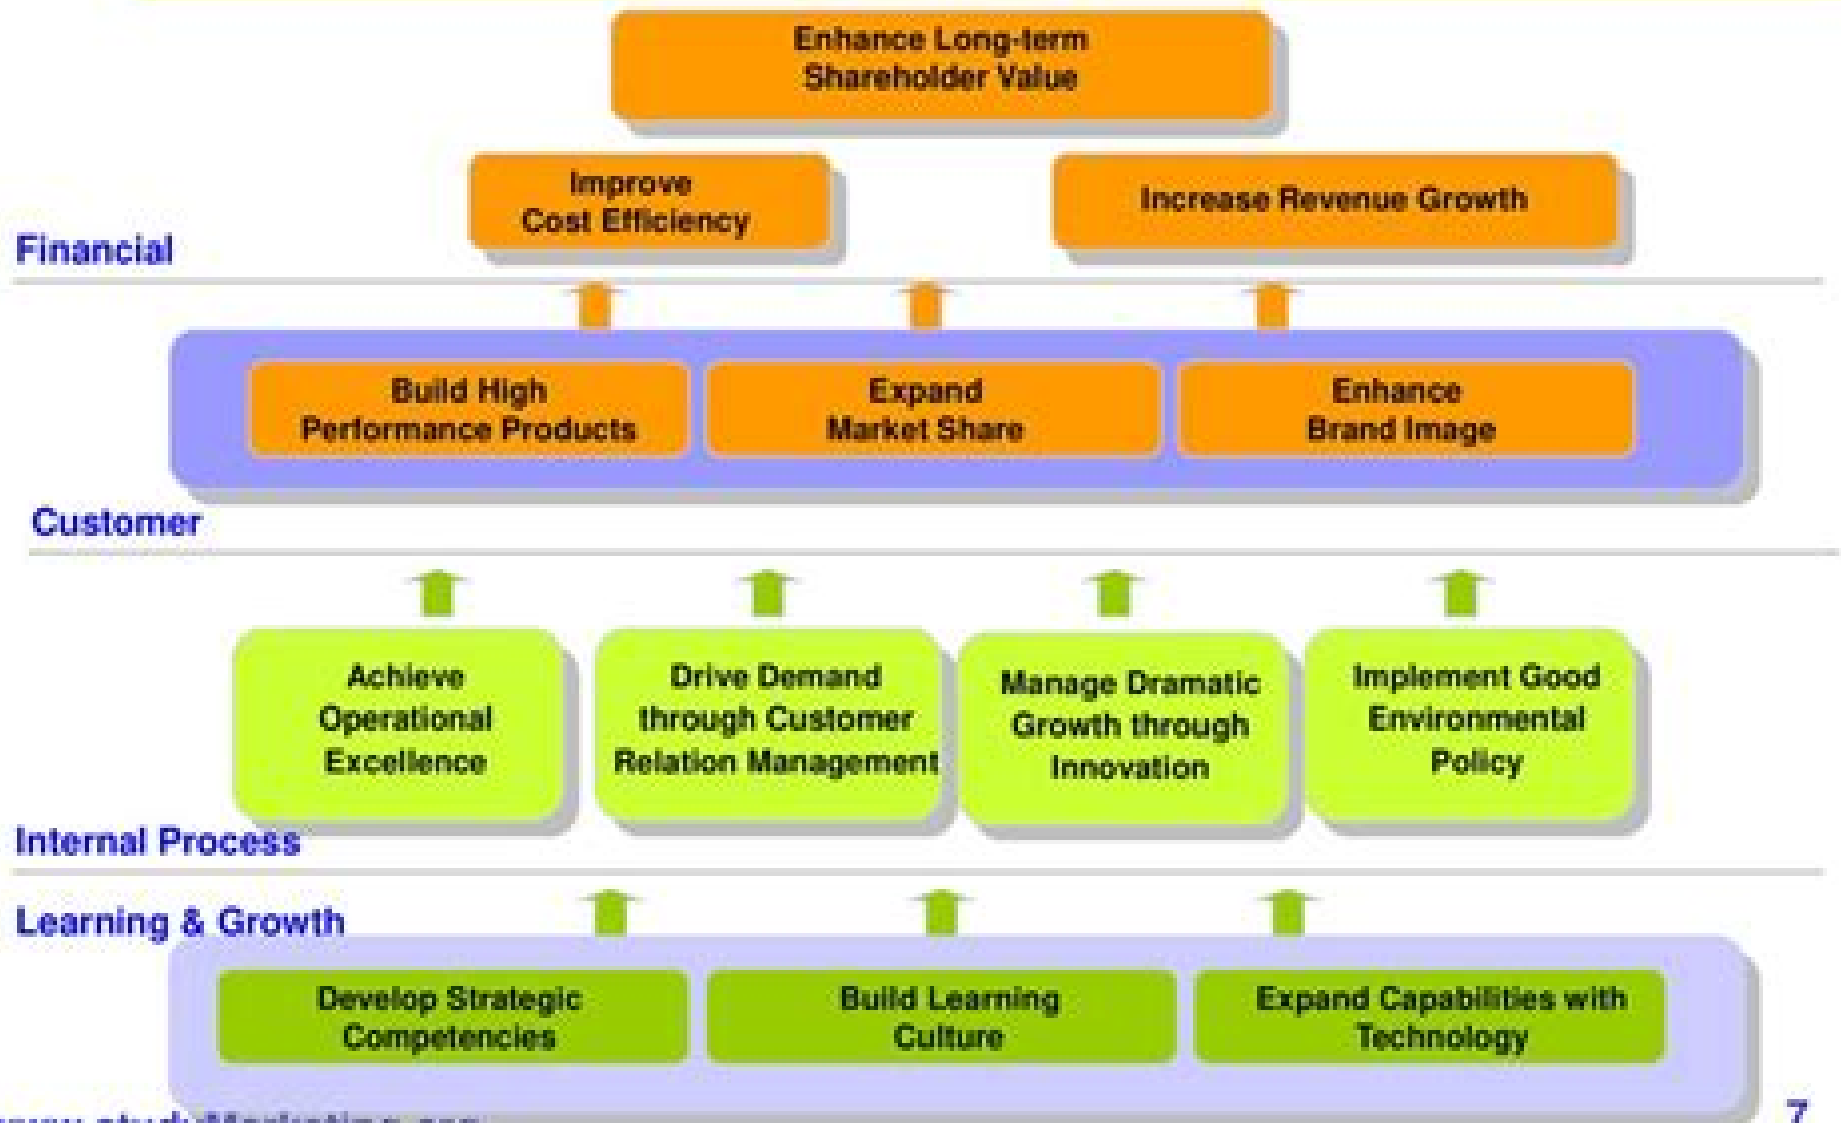 Enhance Long-term
Shareholder Value
Improve
Cost Efficiency
Increase Revenue Growth
Financial
Build High
Performance Products
Expand
Market Share
Enhance
Brand Image
Customer
Achieve
Operational
Excellence
Drive Demand
through Customer
Relation Management
Manage Dramatic
Growth through
Innovation
Implement Good
Environmental
Policy
Internal Process
Learning & Growth
Develop Strategic
Competencies
Build Learning
Culture
Expand Capabilities with
Technology
7